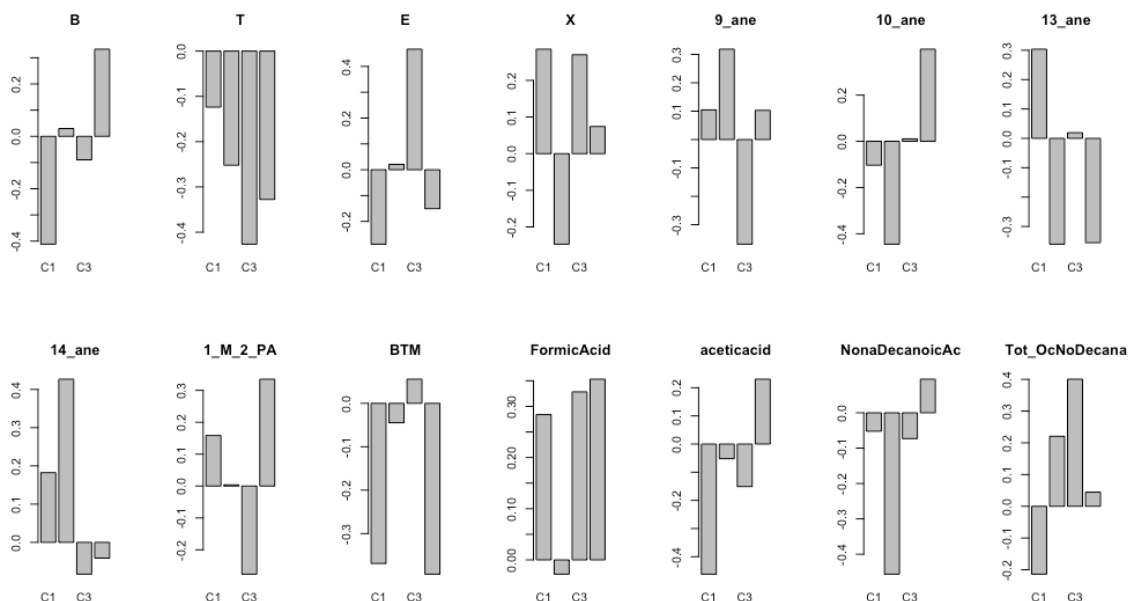 B T E X 9_ane 10_ane 13_ane
0.2 0.0 -0.2 -0.4
0.0 -0.1 -0.2 -0.3 -0.4
0.4 0.2 0.0 -0.2
0.2 0.1 0.0 -0.1 -0.2
0.3 0.1 -0.1 -0.3
0.2 0.0 -0.2 -0.4
0.3 0.1 -0.1 -0.3
C1 C3 C1 C3 C1 C3 C1 C3 C1 C3 C1 C3 C1 C3
14_ane 1_M_2_PA BTM FormicAcid aceticacid NonaDecanoicAc Tot_OcNoDecana
0.4 0.3 0.2 0.1 0.0
0.3 0.2 0.1 0.0 -0.1 -0.2
0.0 -0.1 -0.2 -0.3
0.30 0.20 0.10 0.00
0.2 0.1 0.0 -0.2 -0.4
0.0 -0.1 -0.2 -0.3 -0.4
0.4 0.3 0.2 0.1 0.0 -0.1 -0.2
C1 C3 C1 C3 C1 C3 C1 C3 C1 C3 C1 C3 C1 C3